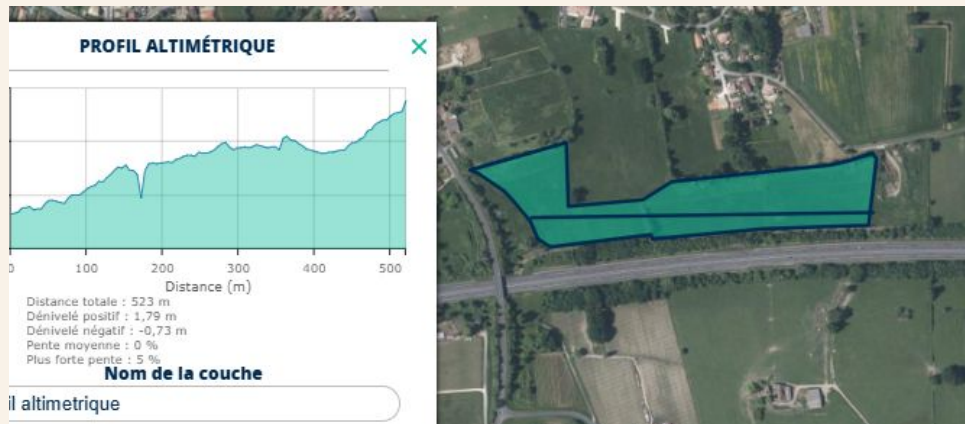 PROFIL ALTIMÉTRIQUE
0 100 200 300 400 500
Distance (m)
Distance totale : 523 m
Dénivelé positif : 1,79 m
Dénivelé négatif : -0,73 m
Pente moyenne : 0 %
Plus forte pente : 5 %
Nom de la couche
il altimetrique